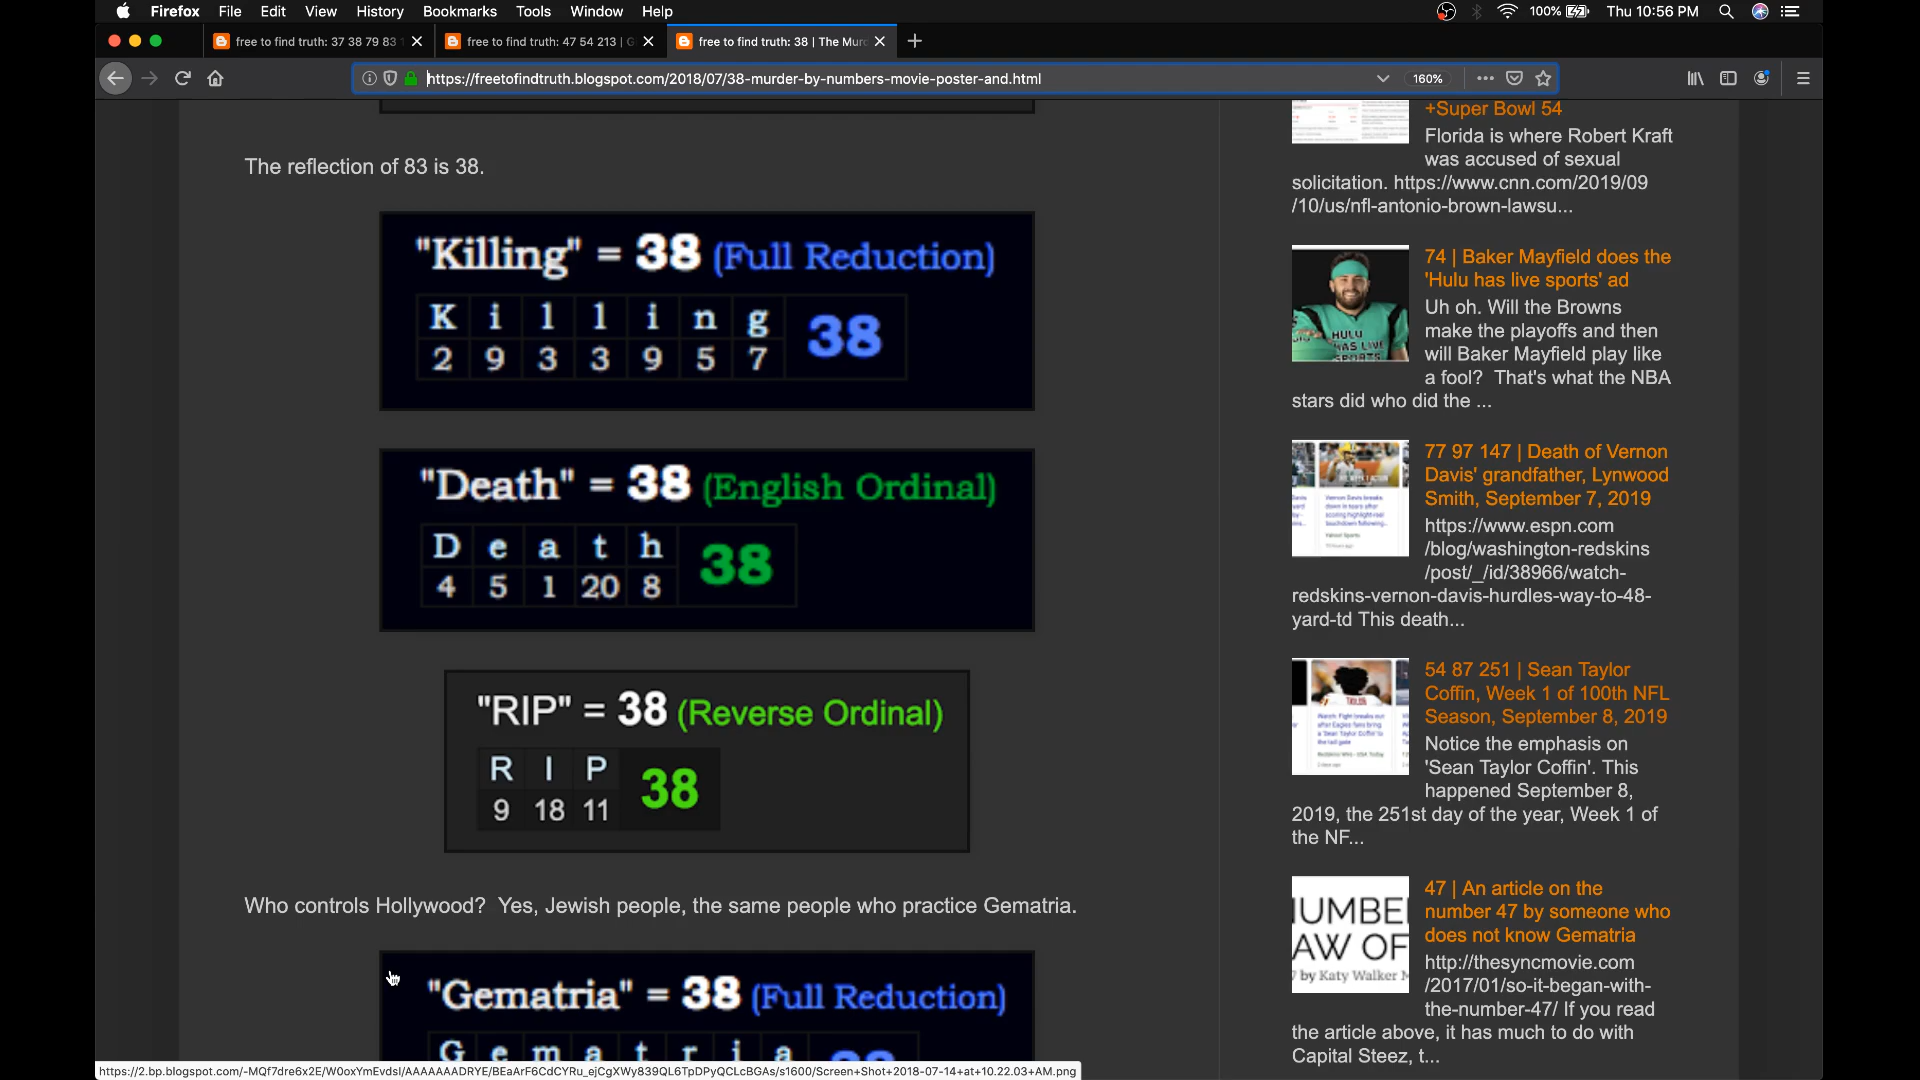 Firefox File Edit View History Bookmarks Tools Window Help
100% Thu 10:56 PM
free to find truth: 37 38 79 83
free to find truth: 47 54 213 |
free to find truth: 38 | The Mur
https://freetofindtruth.blogspot.com/2018/07/38-murder-by-numbers-movie-poster-and.html
160%
The reflection of 83 is 38.
"Killing" = 38 (Full Reduction)
K i l l i n g
38
2 9 3 3 9 5 7
"Death" = 38 (English Ordinal)
D e a t h
38
4 5 1 20 8
"RIP" = 38 (Reverse Ordinal)
R I P
38
9 18 11
Who controls Hollywood? Yes, Jewish people, the same people who practice Gematria.
"Gematria" = 38 (Full Reduction)
G e m a t r i a
38
+Super Bowl 54
Florida is where Robert Kraft
was accused of sexual
solicitation. https://www.cnn.com/2019/09
/10/us/nfl-antonio-brown-lawsu...
74 | Baker Mayfield does the
'Hulu has live sports' ad
Uh oh. Will the Browns
make the playoffs and then
will Baker Mayfield play like
a fool? That's what the NBA
stars did who did the ...
HULU
HAS LIVE
SPORTS
77 97 147 | Death of Vernon
Davis' grandfather, Lynwood
Smith, September 7, 2019
https://www.espn.com
/blog/washington-redskins
/post/_/id/38966/watch-
redskins-vernon-davis-hurdles-way-to-48-
yard-td This death...
54 87 251 | Sean Taylor
Coffin, Week 1 of 100th NFL
Season, September 8, 2019
Notice the emphasis on
'Sean Taylor Coffin'. This
happened September 8,
2019, the 251st day of the year, Week 1 of
the NF...
47 | An article on the
number 47 by someone who
does not know Gematria
http://thesyncmovie.com
/2017/01/so-it-began-with-
the-number-47/ If you read
the article above, it has much to do with
Capital Steez, t...
NUMBE
AW OF
by Katy Walker
https://2.bp.blogspot.com/-MQf7dre6x2E/W0oxYmEvdsI/AAAAAAADRYE/BEaArF6CdCYRu_ejCgXWy839QL6TpDPyQCLcBGAs/s1600/Screen+Shot+2018-07-14+at+10.22.03+AM.png